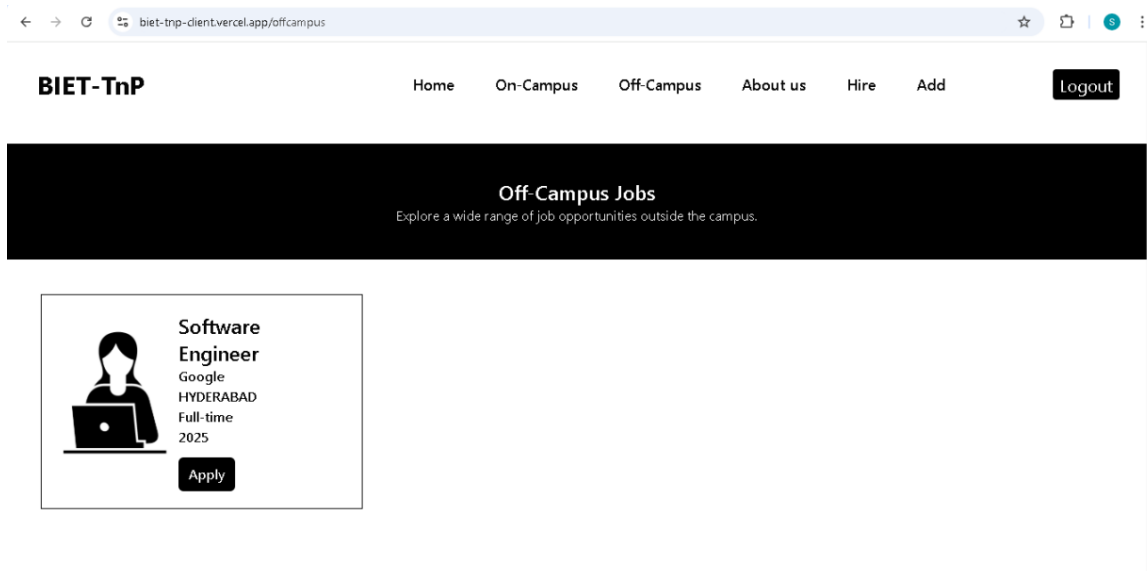 biet-tnp-client.vercel.app/offcampus
S
BIET-TnP
Home On-Campus Off-Campus About us Hire Add Logout
Off-Campus Jobs
Explore a wide range of job opportunities outside the campus.
Software
Engineer
Google
HYDERABAD
Full-time
2025
Apply